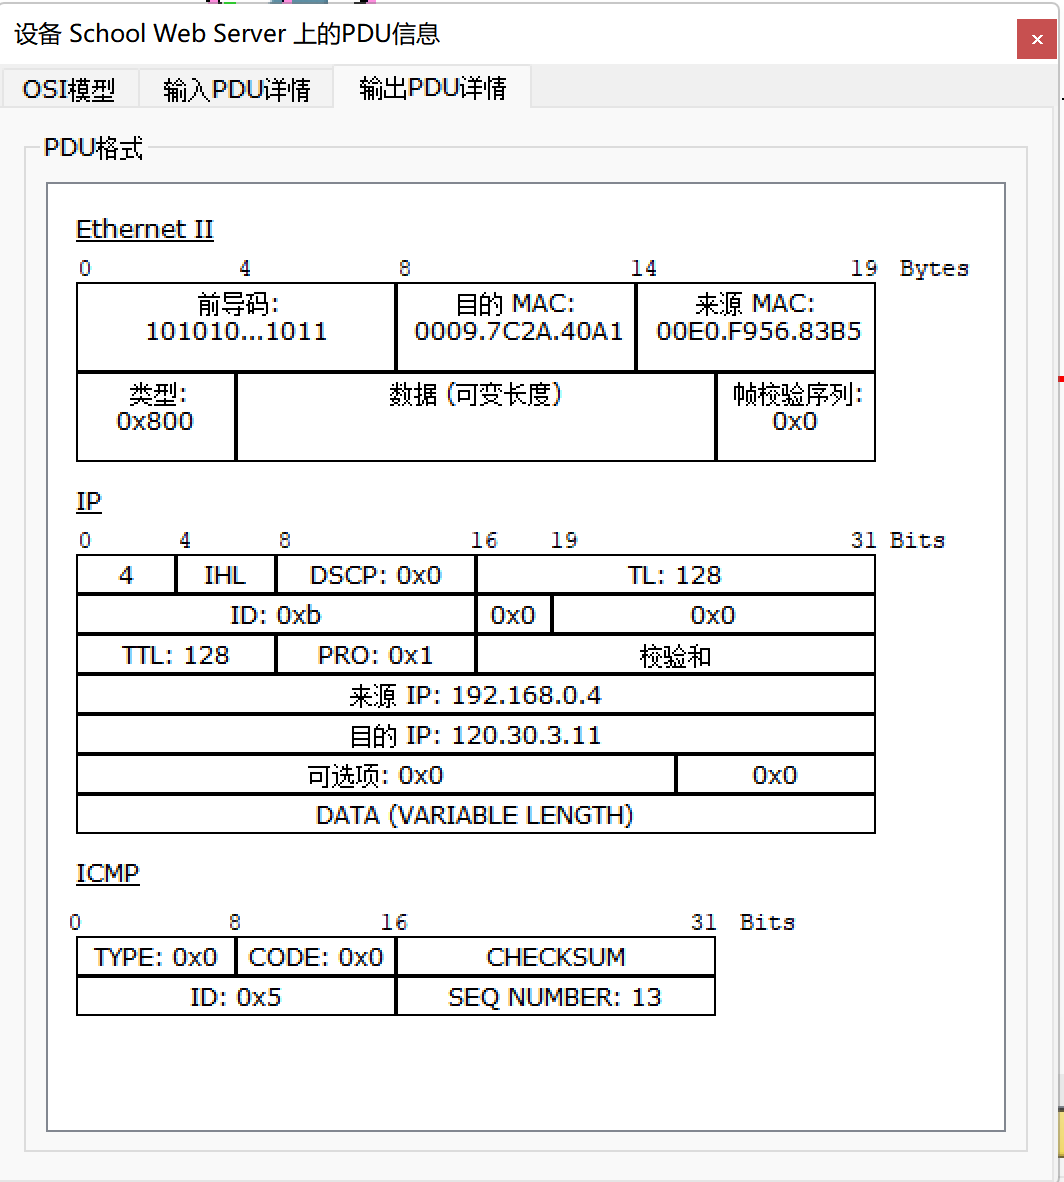 设备 School Web Server 上的PDU信息
×
OSI模型 输入PDU详情 输出PDU详情
PDU格式
Ethernet II
0 4 8 14 19 Bytes
前导码: 目的 MAC: 来源 MAC:
101010...1011 0009.7C2A.40A1 00E0.F956.83B5
类型: 数据 (可变长度) 帧校验序列:
0x800 0x0
IP
0 4 8 16 19 31 Bits
4 IHL DSCP: 0x0 TL: 128
ID: 0xb 0x0 0x0
TTL: 128 PRO: 0x1 校验和
来源 IP: 192.168.0.4
目的 IP: 120.30.3.11
可选项: 0x0 0x0
DATA (VARIABLE LENGTH)
ICMP
0 8 16 31 Bits
TYPE: 0x0 CODE: 0x0 CHECKSUM
ID: 0x5 SEQ NUMBER: 13